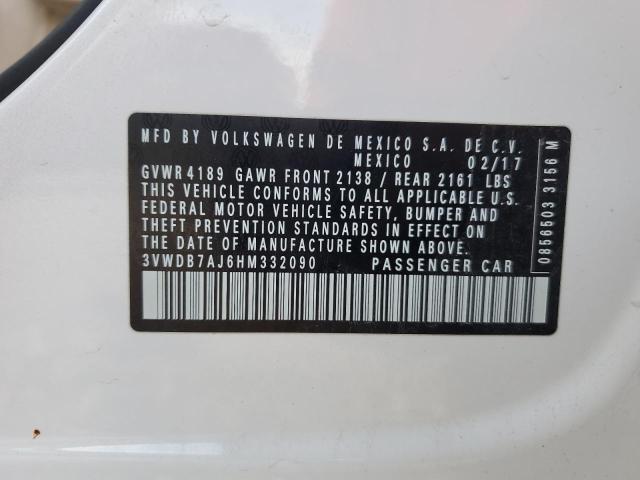 MFD BY VOLKSWAGEN DE MEXICO S.A. DE C.V.
MEXICO 02/17
GVWR 4189 GAWR FRONT 2138 / REAR 2161 LBS
THIS VEHICLE CONFORMS TO ALL APPLICABLE U.S.
FEDERAL MOTOR VEHICLE SAFETY, BUMPER AND
THEFT PREVENTION STANDARDS IN EFFECT ON
THE DATE OF MANUFACTURE SHOWN ABOVE.
3VWDB7AJ6HM332090 PASSENGER CAR
0856503 3156 M